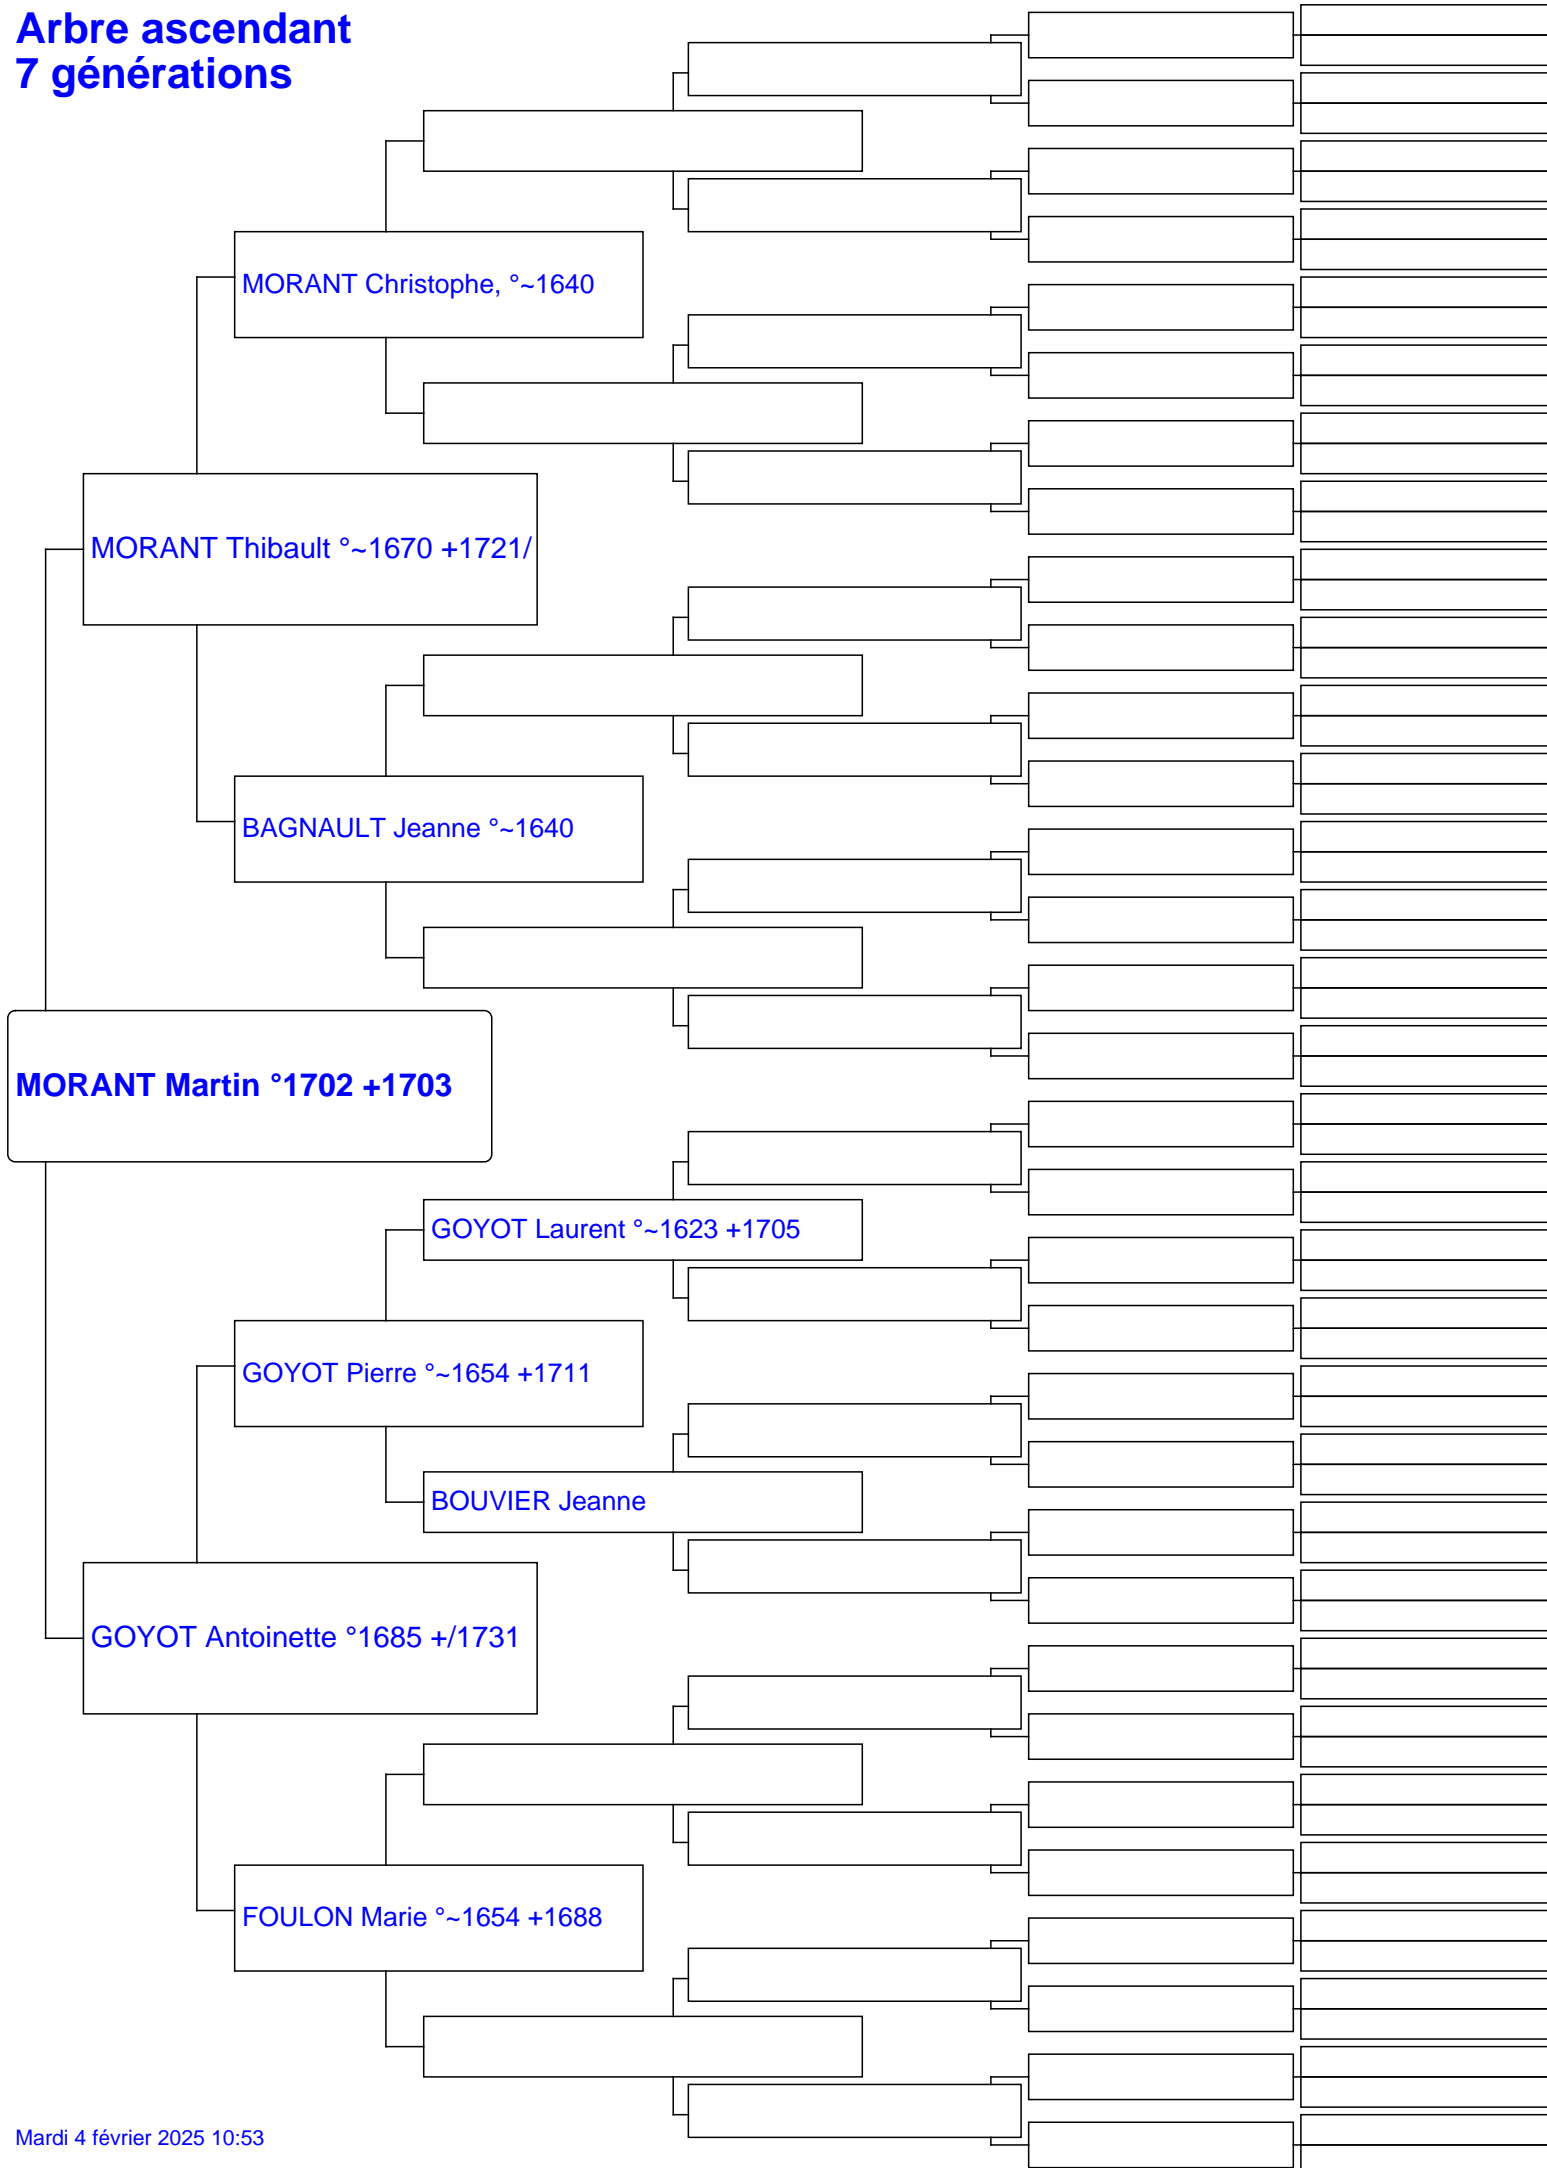 Arbre ascendant
7 générations
MORANT Christophe, °~1640
MORANT Thibault °~1670 +1721/
BAGNAULT Jeanne °~1640
MORANT Martin °1702 +1703
GOYOT Laurent °~1623 +1705
GOYOT Pierre °~1654 +1711
BOUVIER Jeanne
GOYOT Antoinette °1685 +/1731
FOULON Marie °~1654 +1688
Mardi 4 février 2025 10:53